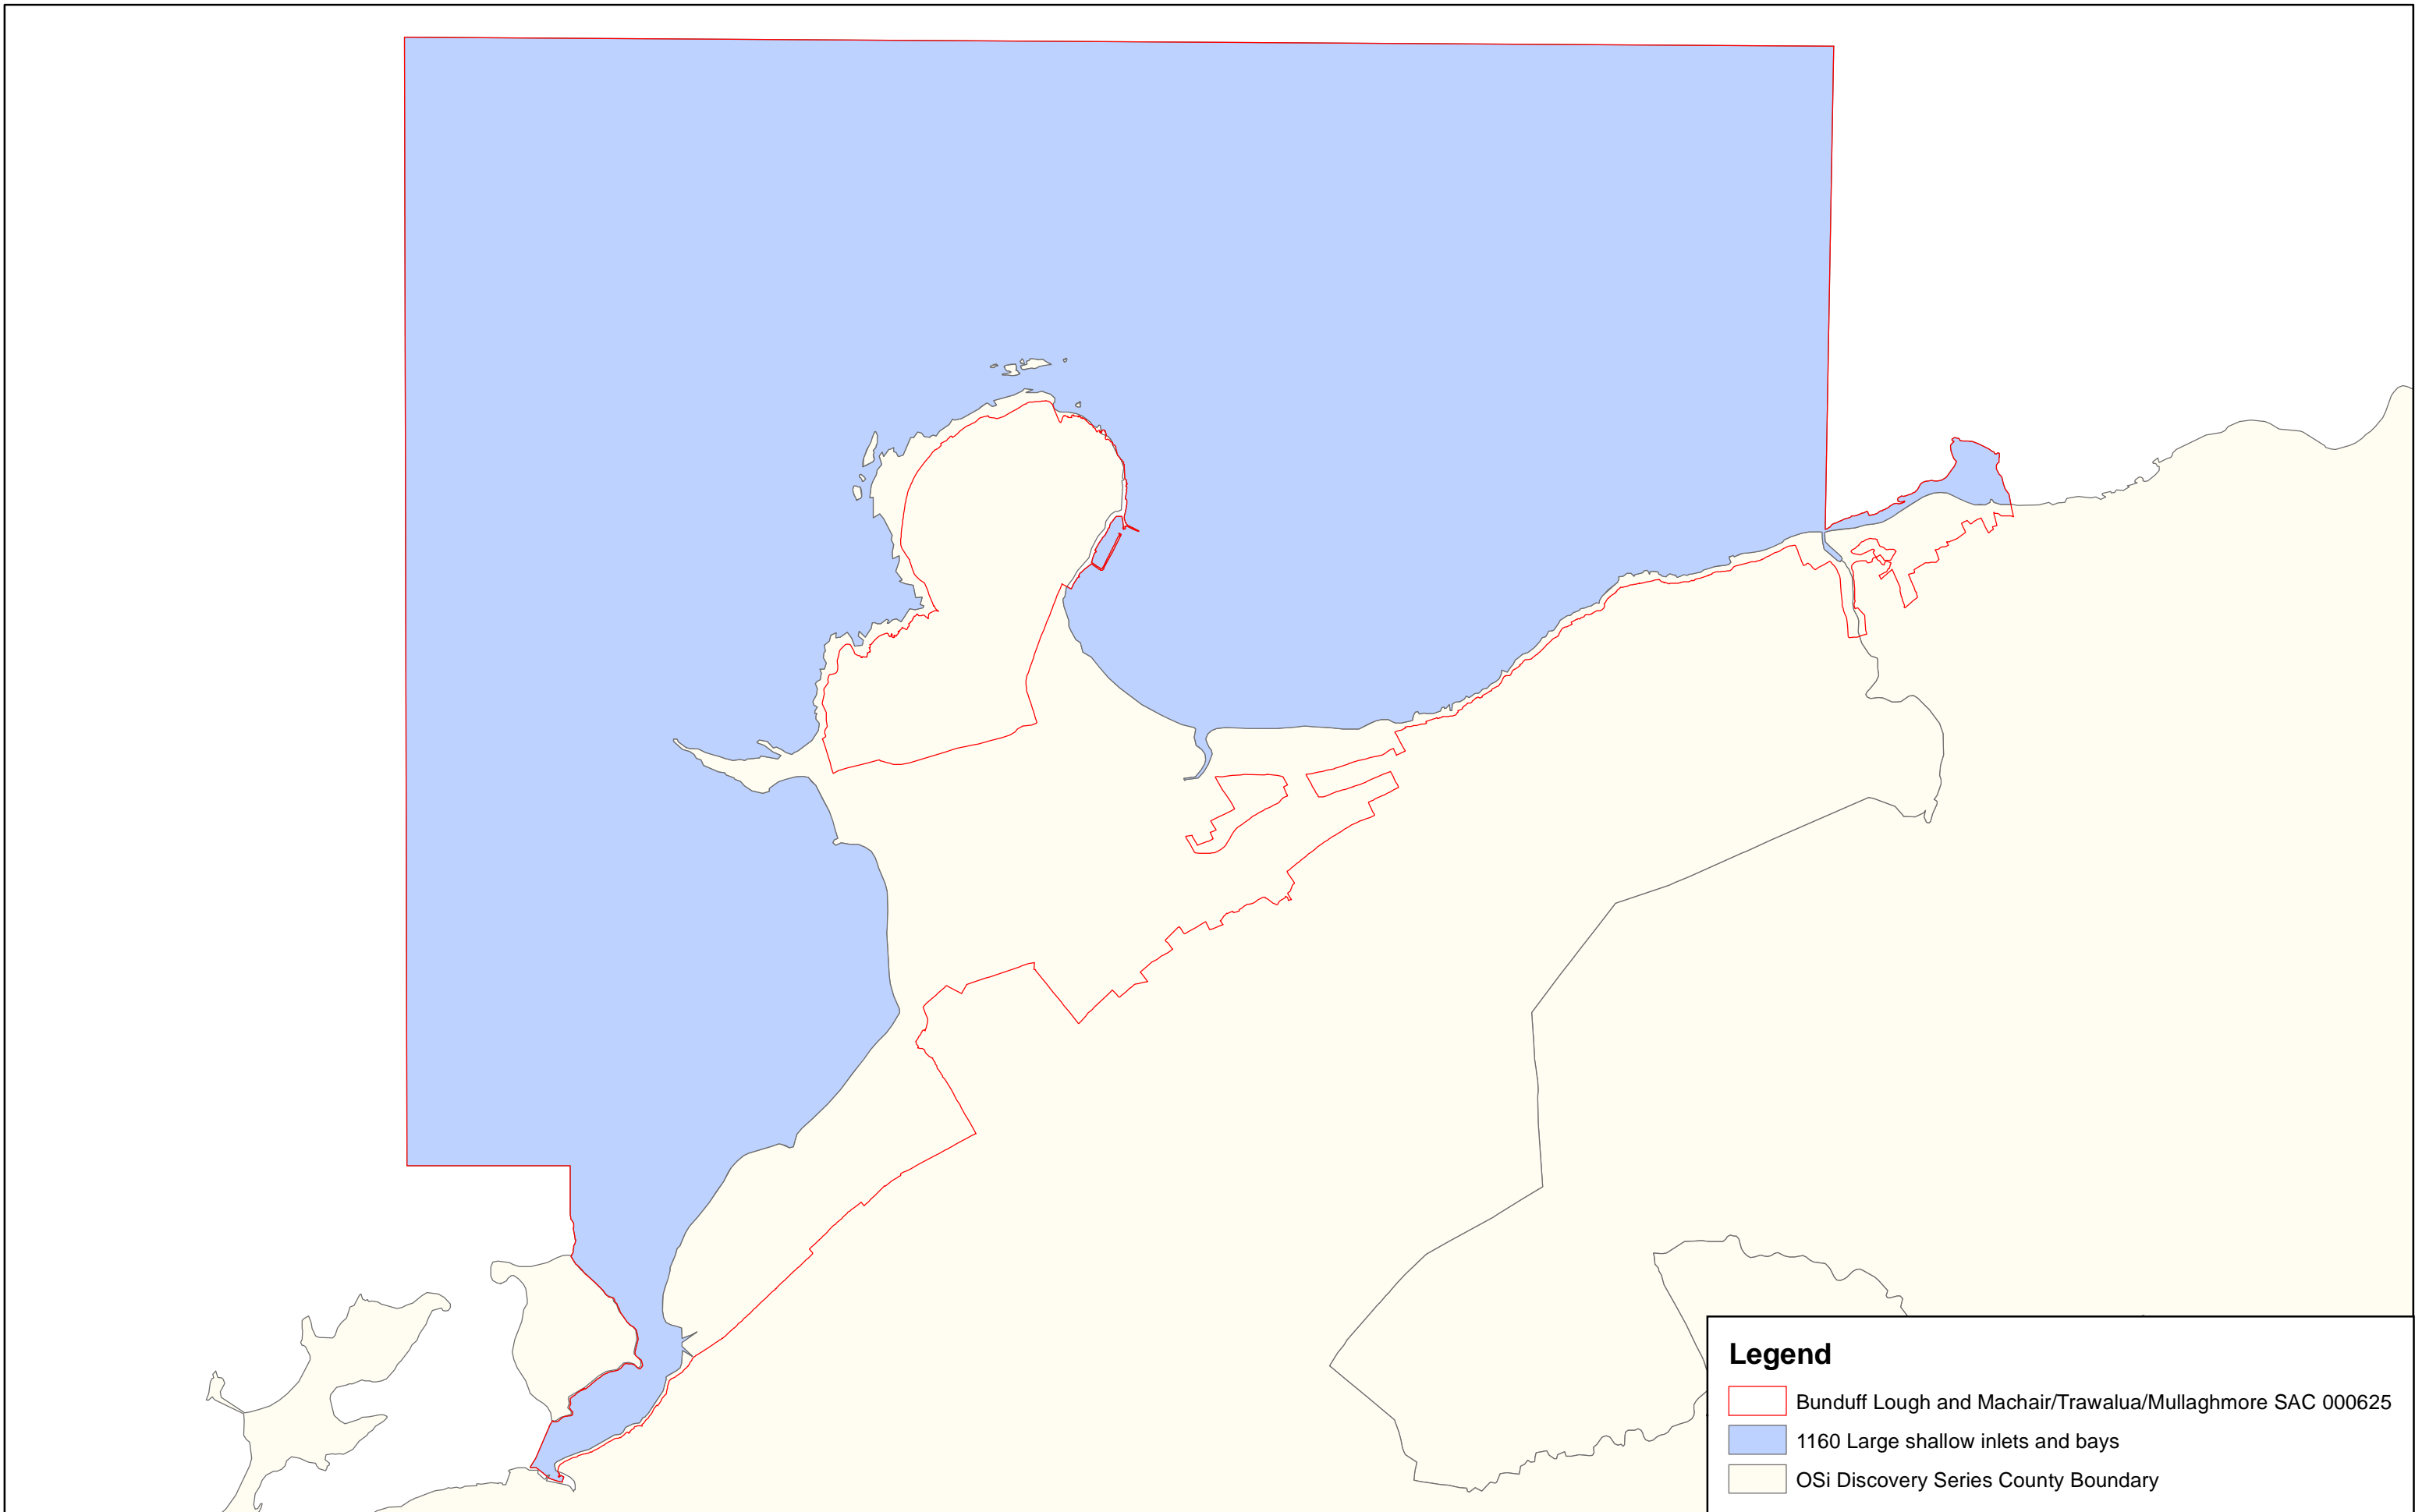 Legend
Bunduff Lough and Machair/Trawalua/Mullaghmore SAC 000625
1160 Large shallow inlets and bays
OSi Discovery Series County Boundary